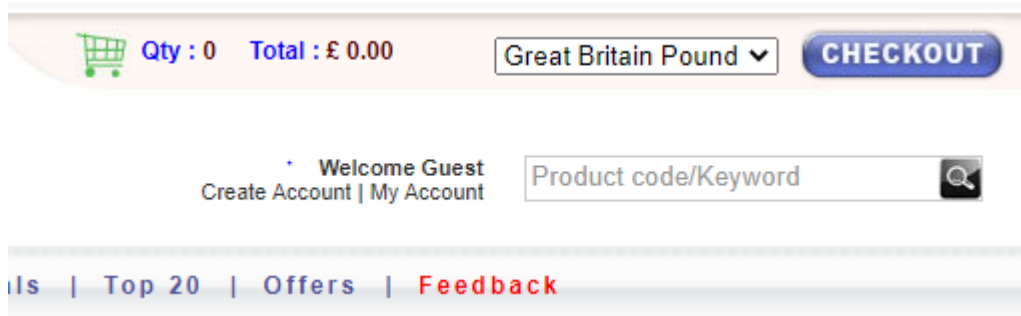 Qty : 0 Total : £ 0.00 Great Britain Pound CHECKOUT
Welcome Guest
Create Account | My Account
Product code/Keyword
| Top 20 | Offers | Feedback